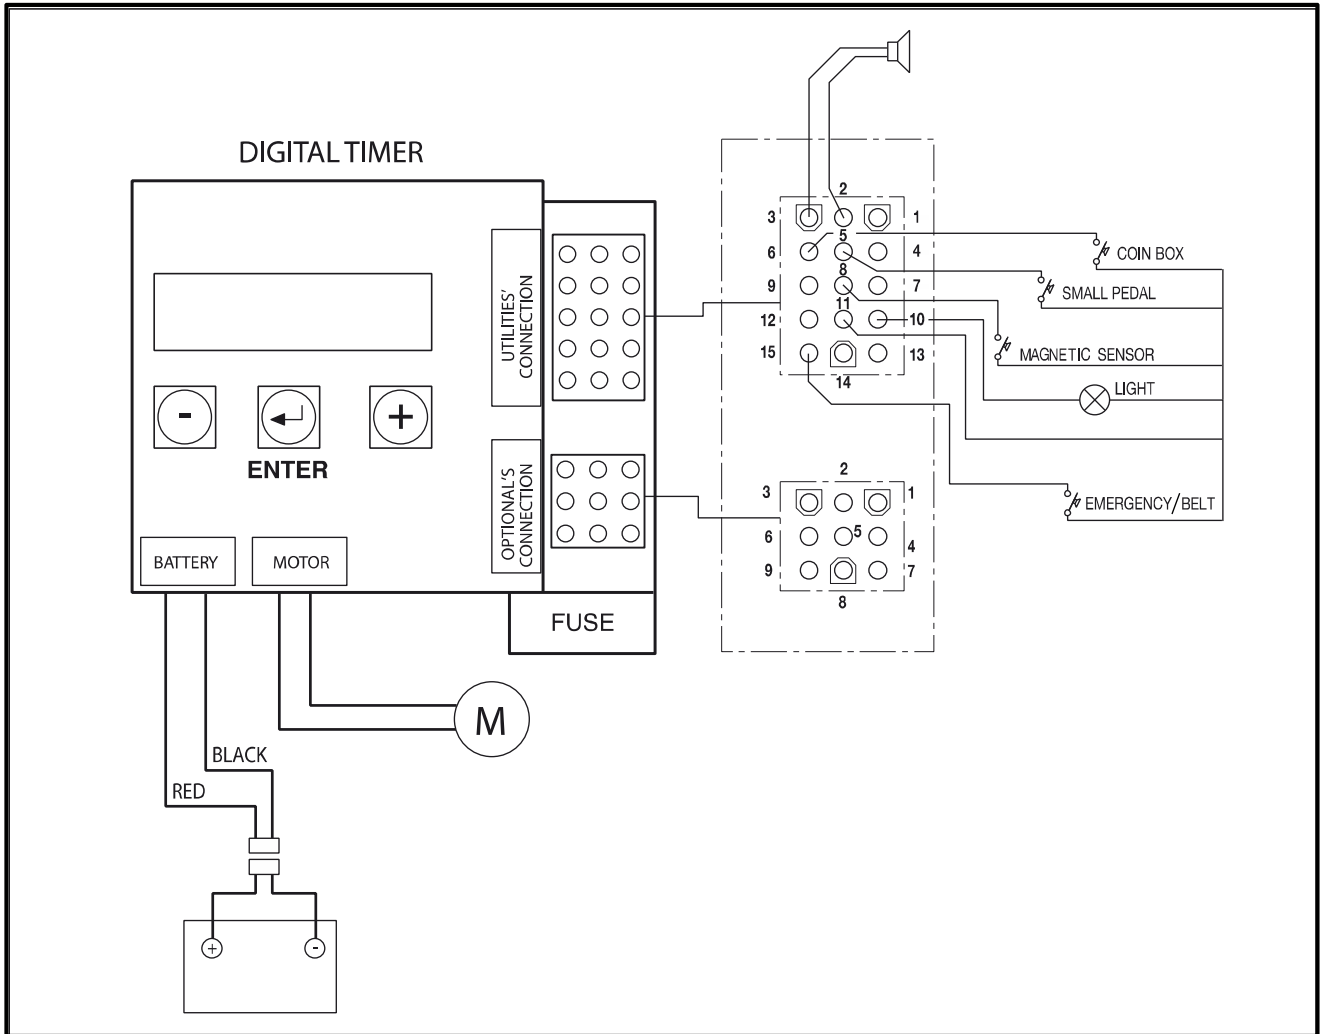 DIGITAL TIMER
UTILITIES'
CONNECTION
-
+
ENTER
OPTIONAL'S
CONNECTION
BATTERY
MOTOR
FUSE
M
BLACK
RED
+
-
2
3
1
5
6
4
8
9
7
11
12
10
15
13
14
COIN BOX
SMALL PEDAL
MAGNETIC SENSOR
LIGHT
EMERGENCY/BELT
2
3
1
6
5
4
9
7
8